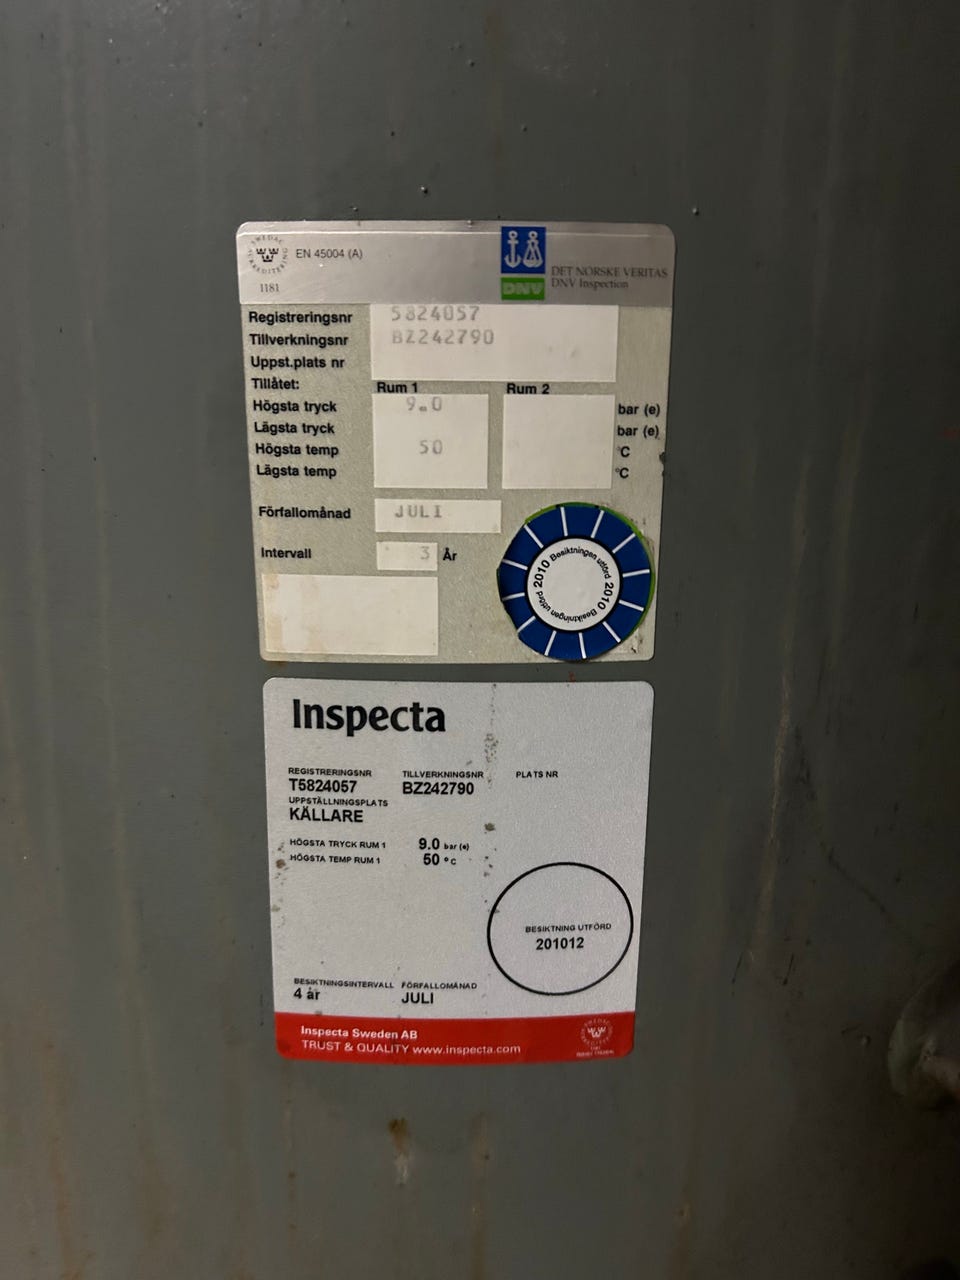 SWEDAC
ACKREDITERING
1181
EN 45004 (A)
DNV
DET NORSKE VERITAS
DNV Inspection
Registreringsnr 5824057
Tillverkningsnr BZ242790
Uppst.plats nr
Tillåtet: Rum 1 Rum 2
Högsta tryck 9.0 bar (e)
Lägsta tryck bar (e)
Högsta temp 50 °C
Lägsta temp °C
Förfallomånad JULI
Intervall 3 År
2010 Besiktningen utförd 2010 Besiktningen utförd
Inspecta
REGISTRERINGSNR TILLVERKNINGSNR PLATS NR
T5824057 BZ242790
UPPSTÄLLNINGSPLATS
KÄLLARE
HÖGSTA TRYCK RUM 1 9.0 bar (e)
HÖGSTA TEMP RUM 1 50 °C
BESIKTNING UTFÖRD
201012
BESIKTNINGSINTERVALL FÖRFALLOMÅNAD
4 år JULI
Inspecta Sweden AB
TRUST & QUALITY www.inspecta.com